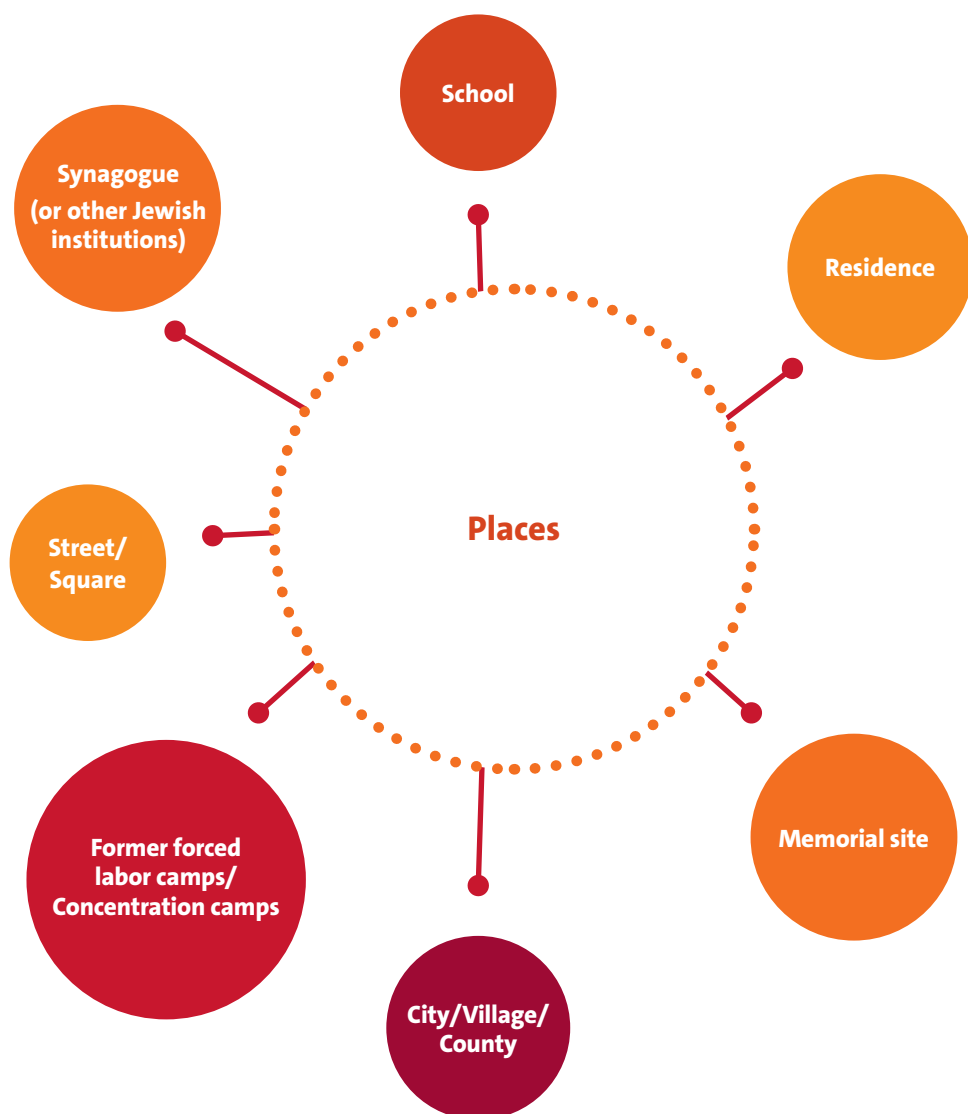 School
Synagogue
(or other Jewish
institutions)
Residence
Places
Street/
Square
Former forced
labor camps/
Concentration camps
Memorial site
City/Village/
County